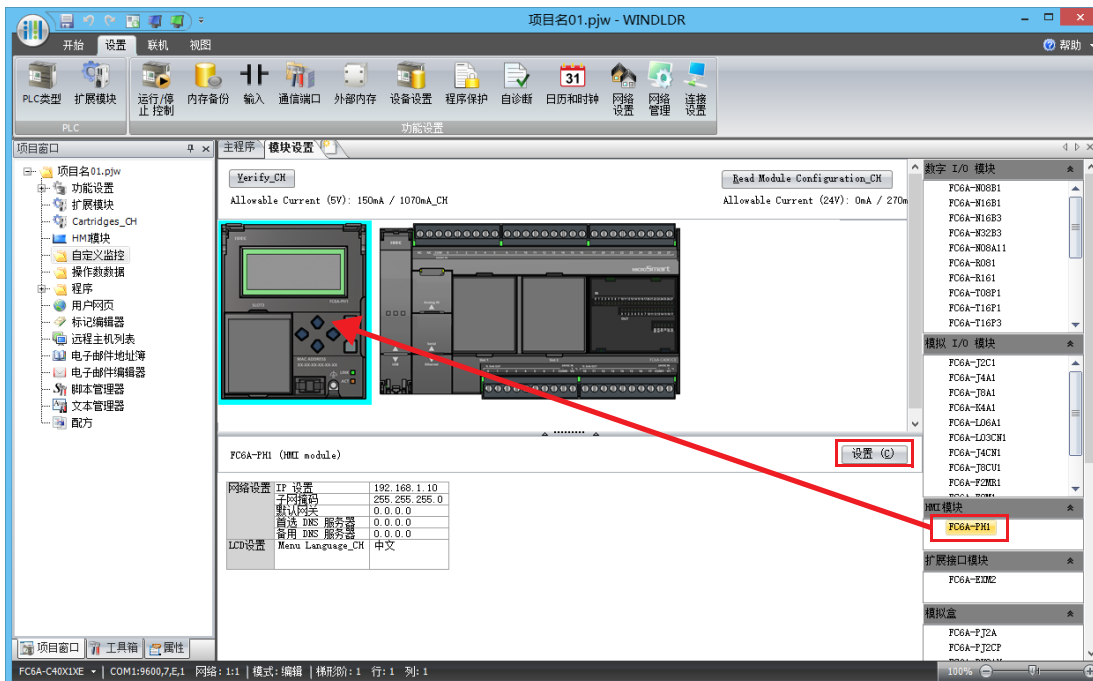 项目名01.pjw - WINDLDR
开始 设置 联机 视图
帮助
PLC类型 扩展模块 运行/停止 控制 内存备份 输入 通信端口 外部内存 设备设置 程序保护 自诊断 日历和时钟 网络设置 网络管理 连接设置
31
PLC 功能设置
项目窗口
主程序 模块设置
项目名01.pjw
功能设置
扩展模块
Cartridges_CH
HMI模块
自定义监控
操作数数据
程序
用户网页
标记编辑器
远程主机列表
电子邮件地址簿
电子邮件编辑器
脚本管理器
文本管理器
配方
Verify_CH
Read Module Configuration_CH
Allowable Current (5V): 150mA / 1070mA_CH
Allowable Current (24V): 0mA / 270m
MICROSmart
FC6A-PH1
SLOT3
MAC ADDRESS
XX-XX-XX-XX-XX-XX
LINK
ACT
FC6A-PH1 (HMI module)
设置 (C)
网络设置 IP 设置 192.168.1.10
子网掩码 255.255.255.0
默认网关 0.0.0.0
首选 DNS 服务器 0.0.0.0
备用 DNS 服务器 0.0.0.0
LCD设置 Menu Language_CH 中文
数字 I/O 模块
FC6A-N08B1
FC6A-N16B1
FC6A-N16B3
FC6A-N32B3
FC6A-N08A11
FC6A-R081
FC6A-R161
FC6A-T08P1
FC6A-T16P1
FC6A-T16P3
模拟 I/O 模块
FC6A-J2C1
FC6A-J4A1
FC6A-J8A1
FC6A-K4A1
FC6A-L06A1
FC6A-L03CN1
FC6A-J4CN1
FC6A-J8CU1
FC6A-F2MR1
HMI模块
FC6A-PH1
扩展接口模块
FC6A-EXM2
模拟盒
FC6A-PJ2A
FC6A-PJ2CP
项目窗口 工具箱 属性
FC6A-C40X1XE COM1:9600,7,E,1 网络: 1:1 模式: 编辑 梯形阶: 1 行: 1 列: 1 100%